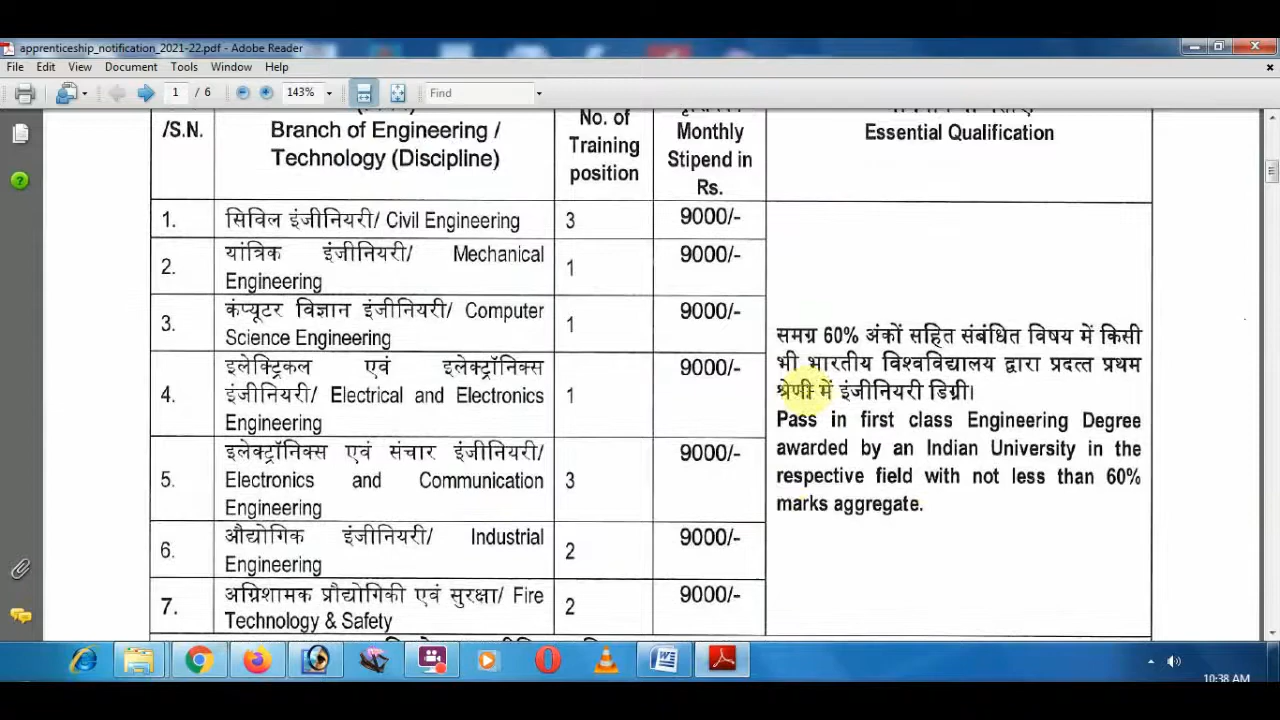 apprenticeship_notification_2021-22.pdf - Adobe Reader
File Edit View Document Tools Window Help
1 / 6 143% Find
/S.N.
Branch of Engineering /
Technology (Discipline)
No. of
Training
position
Monthly
Stipend in
Rs.
Essential Qualification
1. सिविल इंजीनियरी/ Civil Engineering 3 9000/-
2. यांत्रिक इंजीनियरी/ Mechanical
Engineering 1 9000/-
3. कंप्यूटर विज्ञान इंजीनियरी/ Computer
Science Engineering 1 9000/-
4. इलेक्ट्रिकल एवं इलेक्ट्रॉनिक्स
इंजीनियरी/ Electrical and Electronics
Engineering 1 9000/-
5. इलेक्ट्रॉनिक्स एवं संचार इंजीनियरी/
Electronics and Communication
Engineering 3 9000/-
6. औद्योगिक इंजीनियरी/ Industrial
Engineering 2 9000/-
7. अग्निशामक प्रौद्योगिकी एवं सुरक्षा/ Fire
Technology & Safety 2 9000/-
समग्र 60% अंकों सहित संबंधित विषय में किसी
भी भारतीय विश्वविद्यालय द्वारा प्रदत्त प्रथम
श्रेणी में इंजीनियरी डिग्री।
Pass in first class Engineering Degree
awarded by an Indian University in the
respective field with not less than 60%
marks aggregate.
10:38 AM